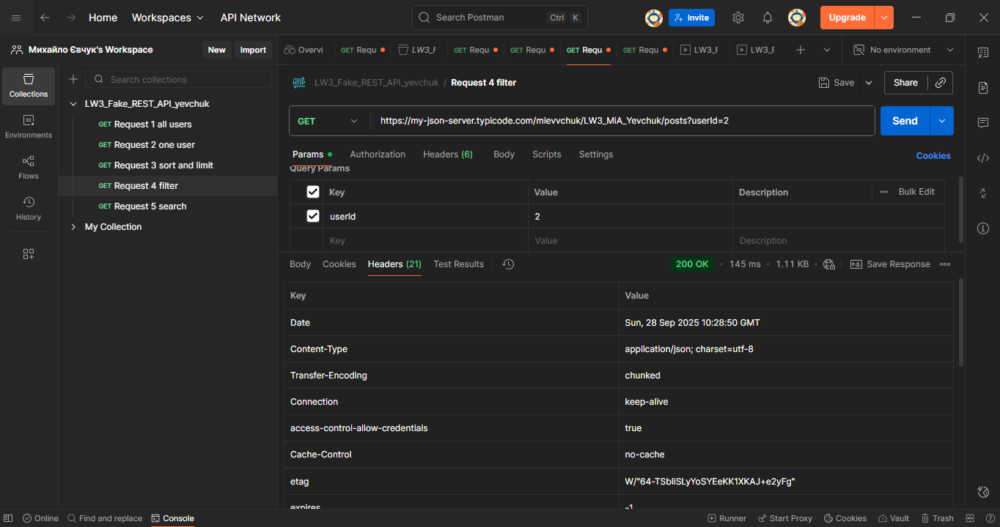 Home Workspaces API Network Search Postman Ctrl K Invite Upgrade
Михайло Євчук's Workspace New Import
Overvi GET Requ LW3_F GET Requ GET Requ GET Requ GET Requ LW3_F LW3_F No environment
Collections
Environments
Flows
History
Search collections
LW3_Fake_REST_API_yevchuk
GET Request 1 all users
GET Request 2 one user
GET Request 3 sort and limit
GET Request 4 filter
GET Request 5 search
My Collection
HTTP LW3_Fake_REST_API_yevchuk / Request 4 filter Save Share
GET https://my-json-server.typicode.com/mievvchuk/LW3_MiA_Yevchuk/posts?userId=2 Send
Params Authorization Headers (6) Body Scripts Settings Cookies
Query Params
Key Value Description Bulk Edit
userId 2
Key Value Description
Body Cookies Headers (21) Test Results 200 OK 145 ms 1.11 KB e.g. Save Response
Key Value
Date Sun, 28 Sep 2025 10:28:50 GMT
Content-Type application/json; charset=utf-8
Transfer-Encoding chunked
Connection keep-alive
access-control-allow-credentials true
Cache-Control no-cache
etag W/"64-TSbliSLyYoSYEeKK1XKAJ+e2yFg"
expires -1
Online Find and replace Console Runner Start Proxy Cookies Vault Trash